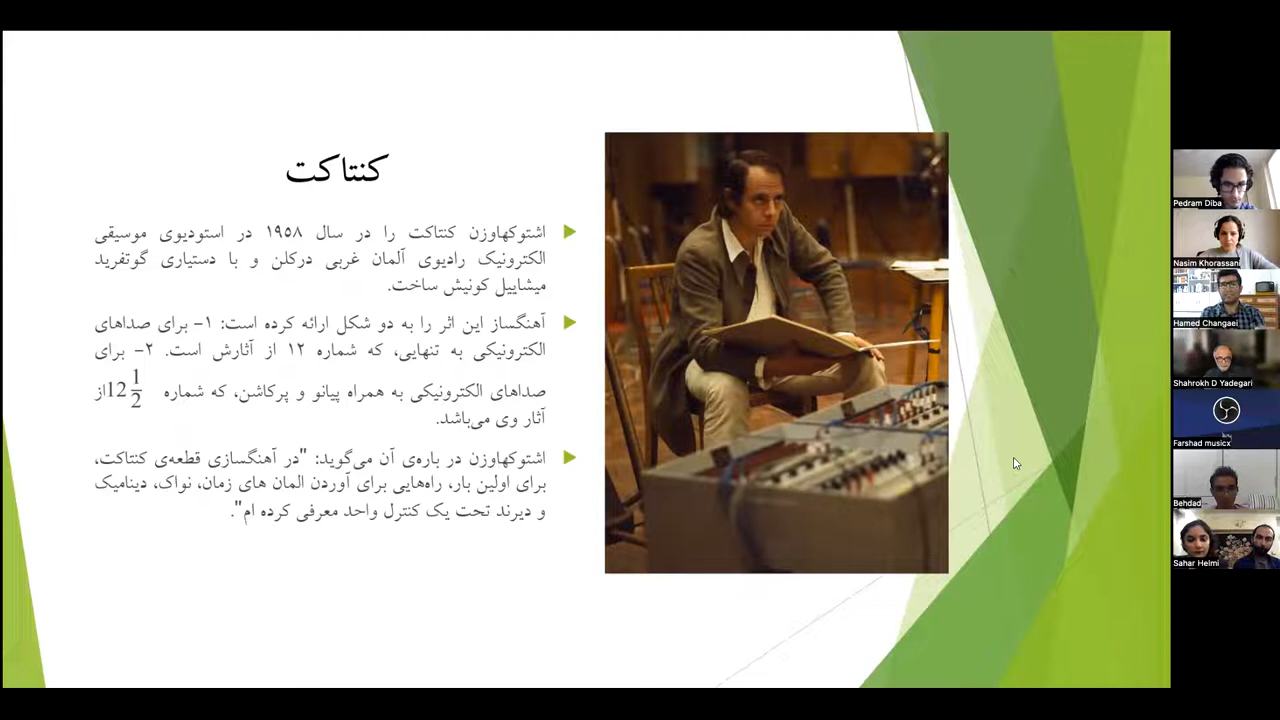 کنتاکت
اشتوکهاوزن کنتاکت را در سال ۱۹۵۸ در استودیوی موسیقی
الکترونیک رادیوی آلمان غربی درکلن و با دستیاری گوتفرید
میشاییل کونیش ساخت.
آهنگساز این اثر را به دو شکل ارائه کرده است: ۱- برای صداهای
الکترونیکی به تنهایی، که شماره ۱۲ از آثارش است. ۲- برای
صداهای الکترونیکی به همراه پیانو و پرکاشن، که شماره 12 1/2 از
آثار وی می‌باشد.
اشتوکهاوزن در باره‌ی آن می‌گوید: "در آهنگسازی قطعه‌ی کنتاکت،
برای اولین بار، راه‌هایی برای آوردن المان های زمان، نواک، دینامیک
و دیرند تحت یک کنترل واحد معرفی کرده ام".
Pedram Diba
Nasim Khorassani
Hamed Changaei
Shahrokh D Yadegari
Farshad musicx
Behdad
Sahar Helmi